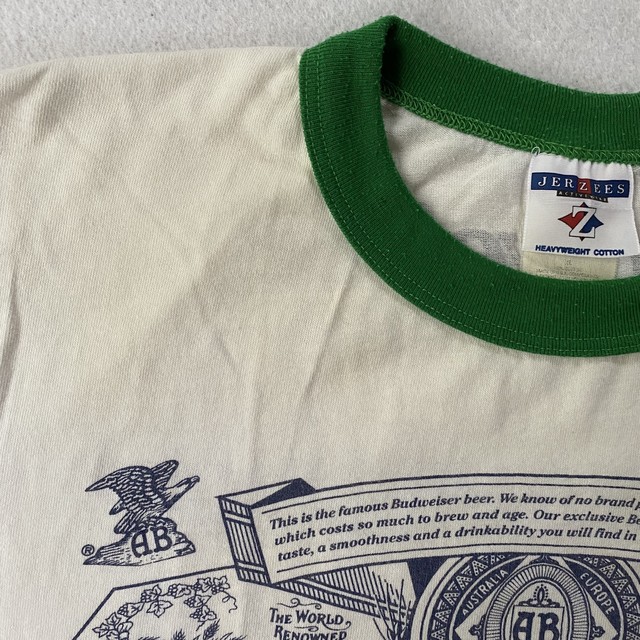 JERZEES
ACTIVEWEAR
Z
HEAVYWEIGHT COTTON
This is the famous Budweiser beer. We know of no brand
which costs so much to brew and age. Our exclusive
taste, a smoothness and a drinkability you will find in
® A.B
THE WORLD
RENOWNED
AUSTRALIA EUROPE
AB